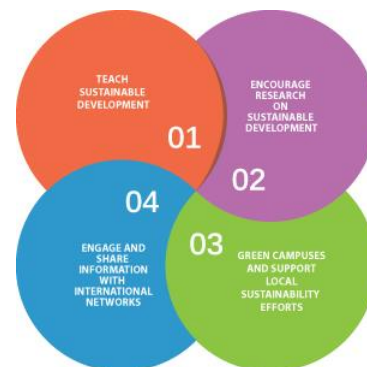 TEACH
SUSTAINABLE
DEVELOPMENT
01
ENCOURAGE
RESEARCH
ON
SUSTAINABLE
DEVELOPMENT
02
03
GREEN CAMPUSES
AND SUPPORT
LOCAL
SUSTAINABILITY
EFFORTS
04
ENGAGE AND
SHARE
INFORMATION
WITH
INTERNATIONAL
NETWORKS